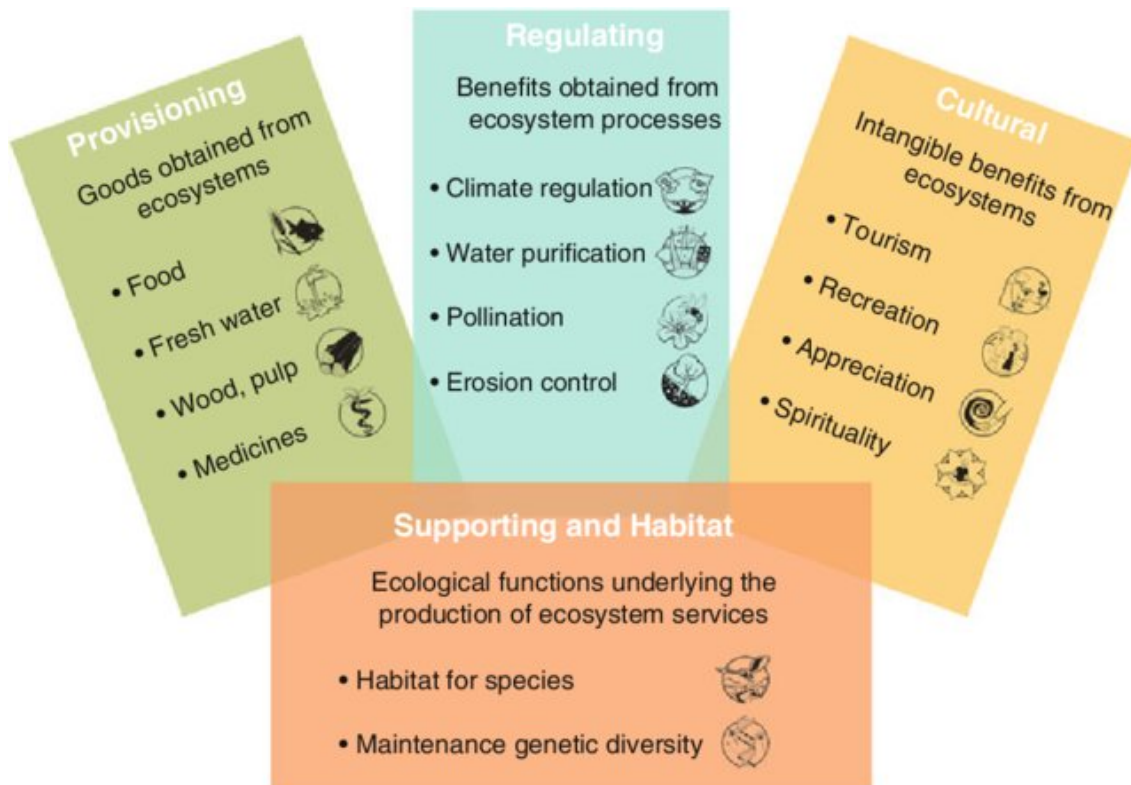 Provisioning
Goods obtained from
ecosystems
• Food
• Fresh water
• Wood, pulp
• Medicines
Regulating
Benefits obtained from
ecosystem processes
• Climate regulation
• Water purification
• Pollination
• Erosion control
Cultural
Intangible benefits from
ecosystems
• Tourism
• Recreation
• Appreciation
• Spirituality
Supporting and Habitat
Ecological functions underlying the
production of ecosystem services
• Habitat for species
• Maintenance genetic diversity